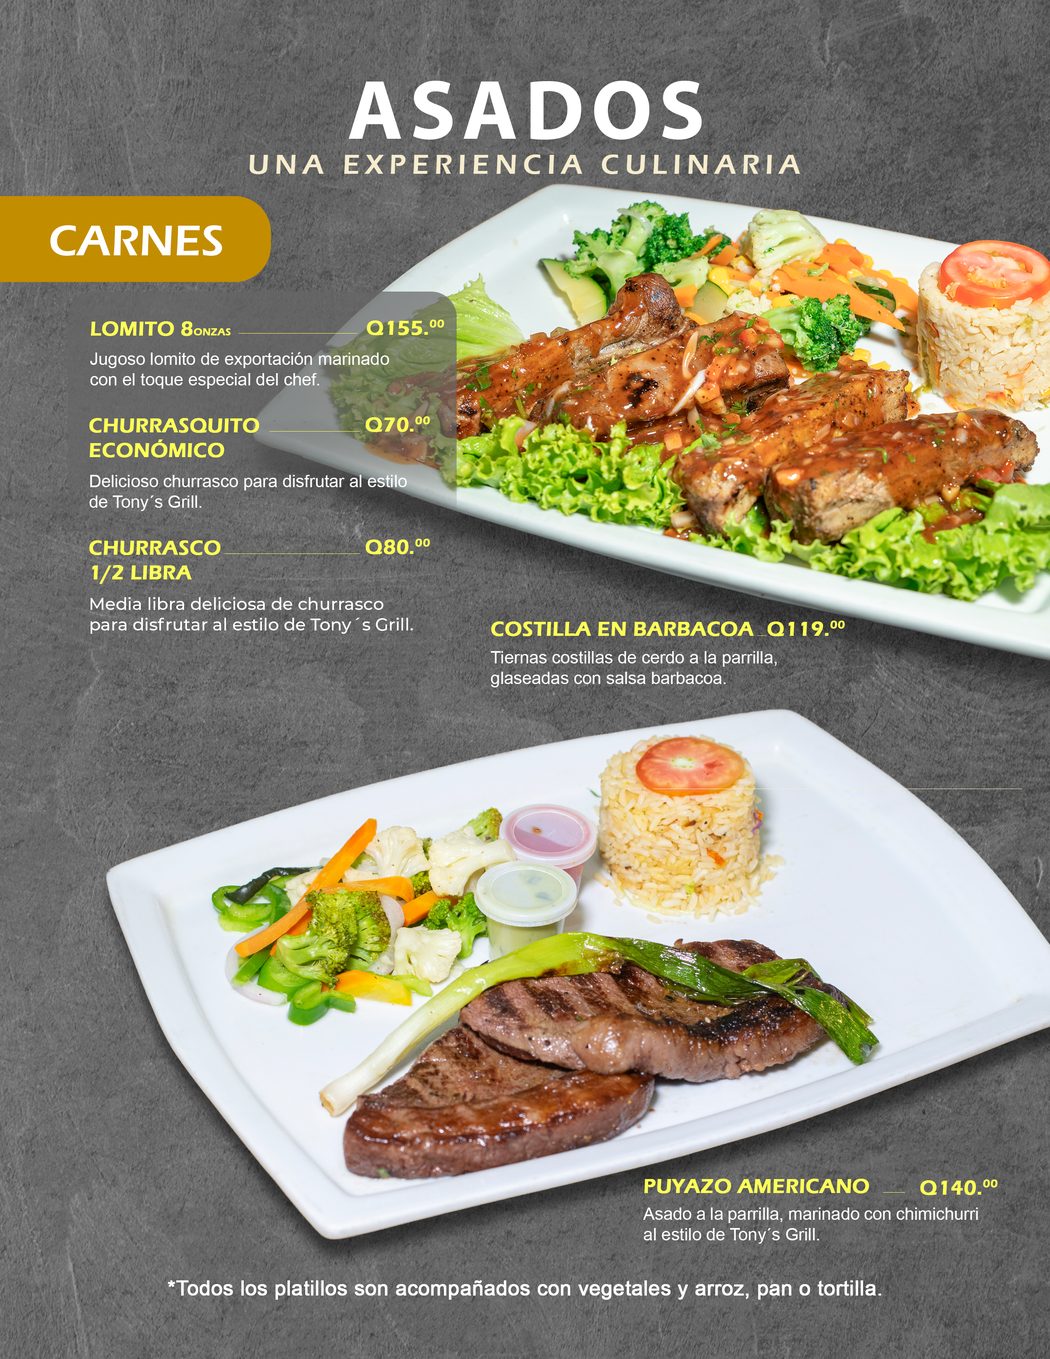 ASADOS
UNA EXPERIENCIA CULINARIA
CARNES
LOMITO 8ONZAS Q155.00
Jugoso lomito de exportación marinado
con el toque especial del chef.
CHURRASQUITO Q70.00
ECONÓMICO
Delicioso churrasco para disfrutar al estilo
de Tony´s Grill.
CHURRASCO Q80.00
1/2 LIBRA
Media libra deliciosa de churrasco
para disfrutar al estilo de Tony´s Grill.
COSTILLA EN BARBACOA Q119.00
Tiernas costillas de cerdo a la parrilla,
glaseadas con salsa barbacoa.
PUYAZO AMERICANO Q140.00
Asado a la parrilla, marinado con chimichurri
al estilo de Tony´s Grill.
*Todos los platillos son acompañados con vegetales y arroz, pan o tortilla.